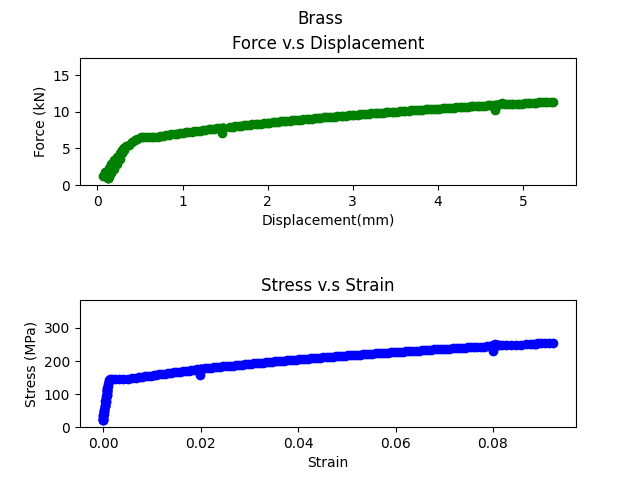 Brass
Force v.s Displacement
15
10
5
0
Force (kN)
0 1 2 3 4 5
Displacement(mm)
Stress v.s Strain
300
200
100
0
Stress (MPa)
0.00 0.02 0.04 0.06 0.08
Strain